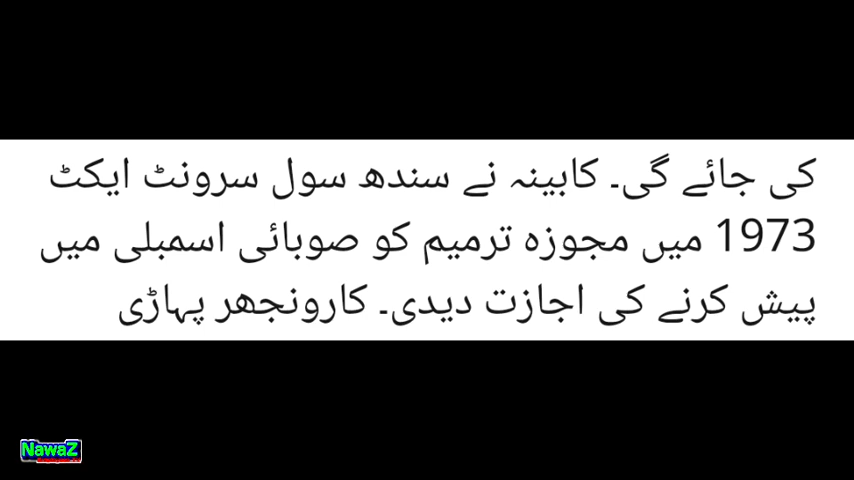 کی جائے گی۔ کابینہ نے سندھ سول سرونٹ ایکٹ
1973 میں مجوزہ ترمیم کو صوبائی اسمبلی میں
پیش کرنے کی اجازت دیدی۔ کارونجھر پہاڑی
NawaZ